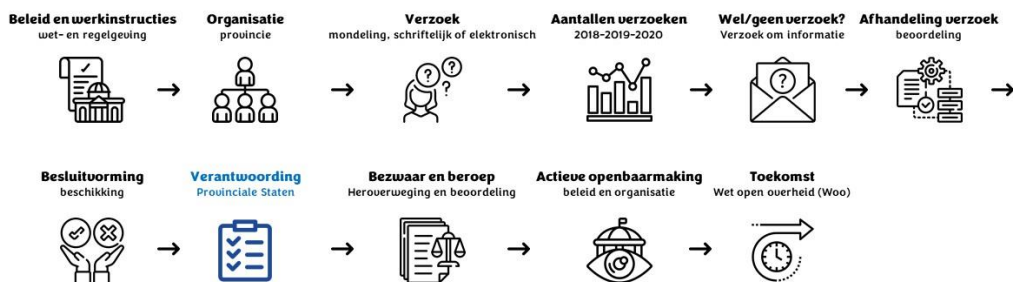 Beleid en werkinstructies
wet- en regelgeving
Organisatie
provincie
Verzoek
mondeling, schriftelijk of elektronisch
Aantallen verzoeken
2018-2019-2020
Wel/geen verzoek?
Verzoek om informatie
Afhandeling verzoek
beoordeling
Besluitvorming
beschikking
Verantwoording
Provinciale Staten
Bezwaar en beroep
Heroverweging en beoordeling
Actieve openbaarmaking
beleid en organisatie
Toekomst
Wet open overheid (Woo)